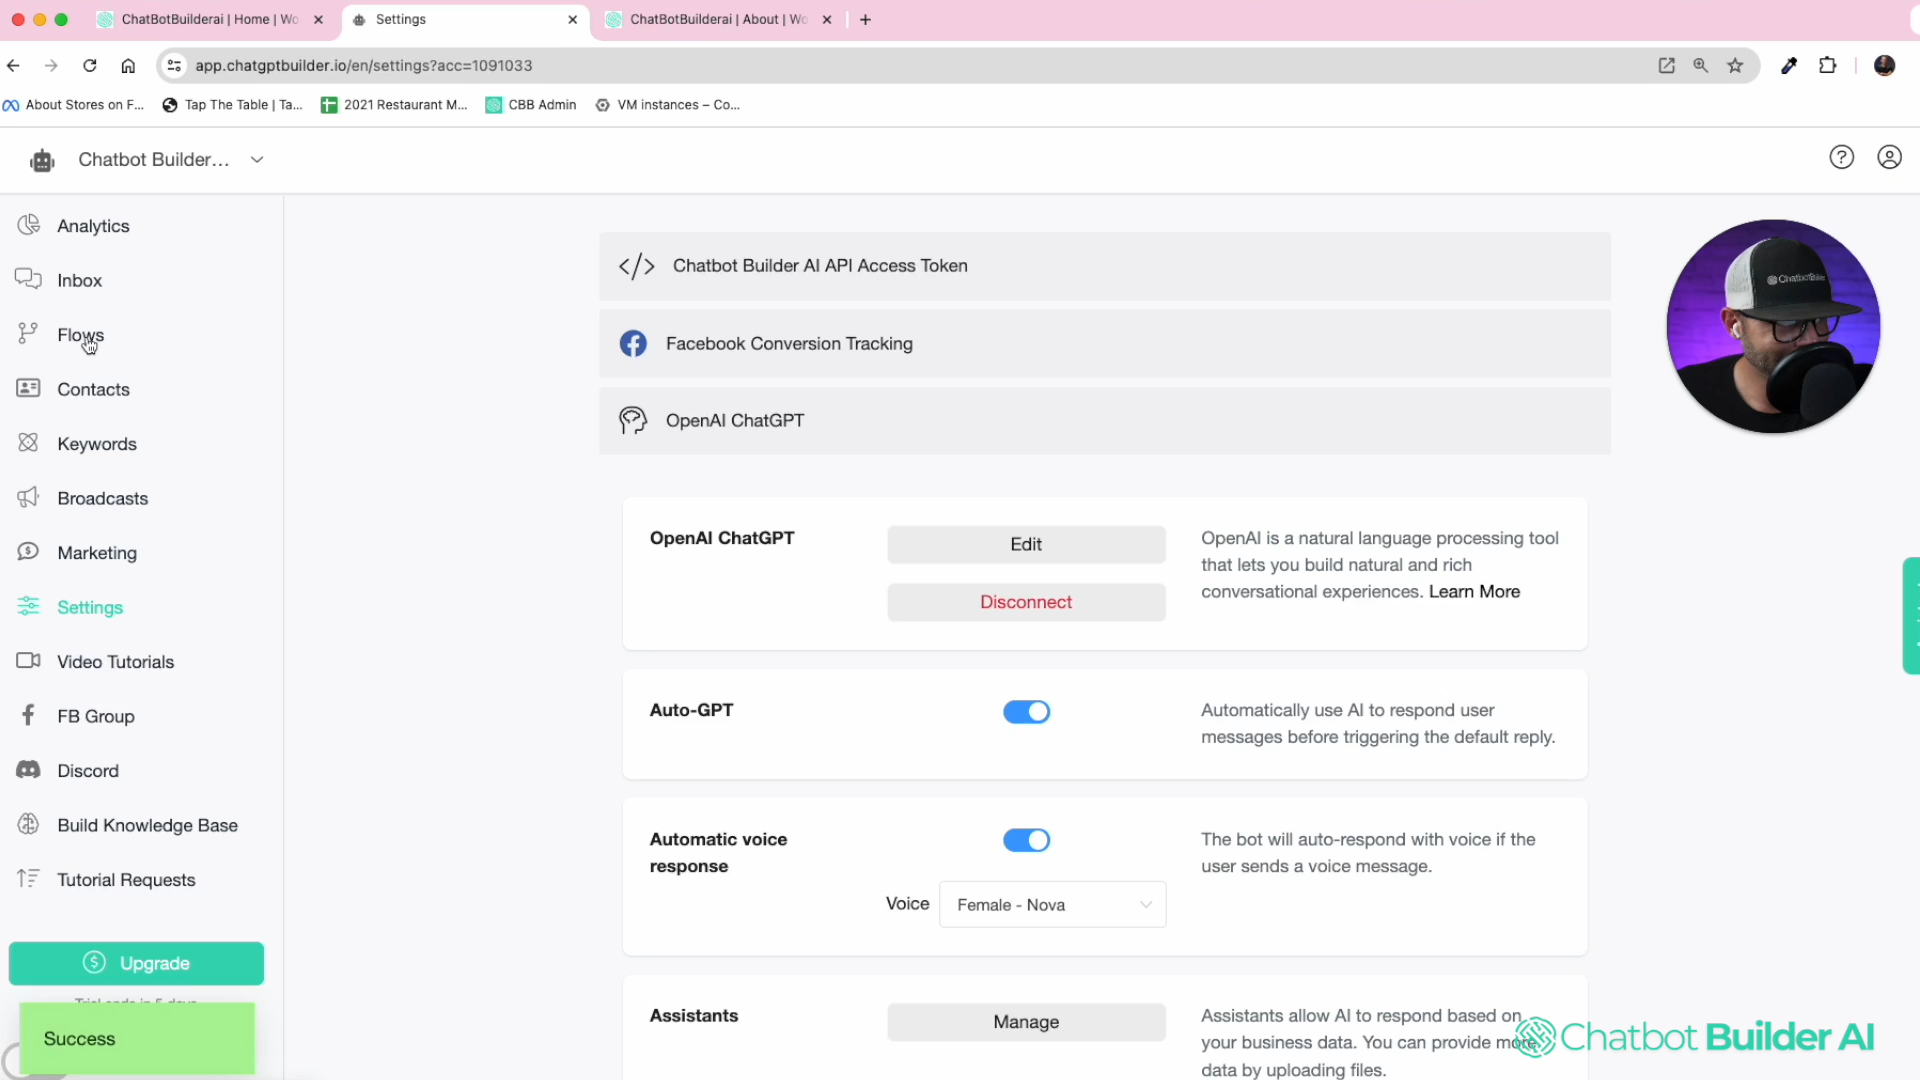 ChatBotBuilderai | Home | Wo
Settings
ChatBotBuilderai | About | Wo
app.chatgptbuilder.io/en/settings?acc=1091033
About Stores on F...
Tap The Table | Ta...
2021 Restaurant M...
CBB Admin
VM instances – Co...
Chatbot Builder...
Analytics
Inbox
Flows
Contacts
Keywords
Broadcasts
Marketing
Settings
Video Tutorials
FB Group
Discord
Build Knowledge Base
Tutorial Requests
Upgrade
Trial ends in 5 days
Success
Chatbot Builder AI API Access Token
Facebook Conversion Tracking
OpenAI ChatGPT
OpenAI ChatGPT
Edit
Disconnect
OpenAI is a natural language processing tool
that lets you build natural and rich
conversational experiences. Learn More
Auto-GPT
Automatically use AI to respond user
messages before triggering the default reply.
Automatic voice
response
Voice
Female - Nova
The bot will auto-respond with voice if the
user sends a voice message.
Assistants
Manage
Assistants allow AI to respond based on
your business data. You can provide more
data by uploading files.
Chatbot Builder AI